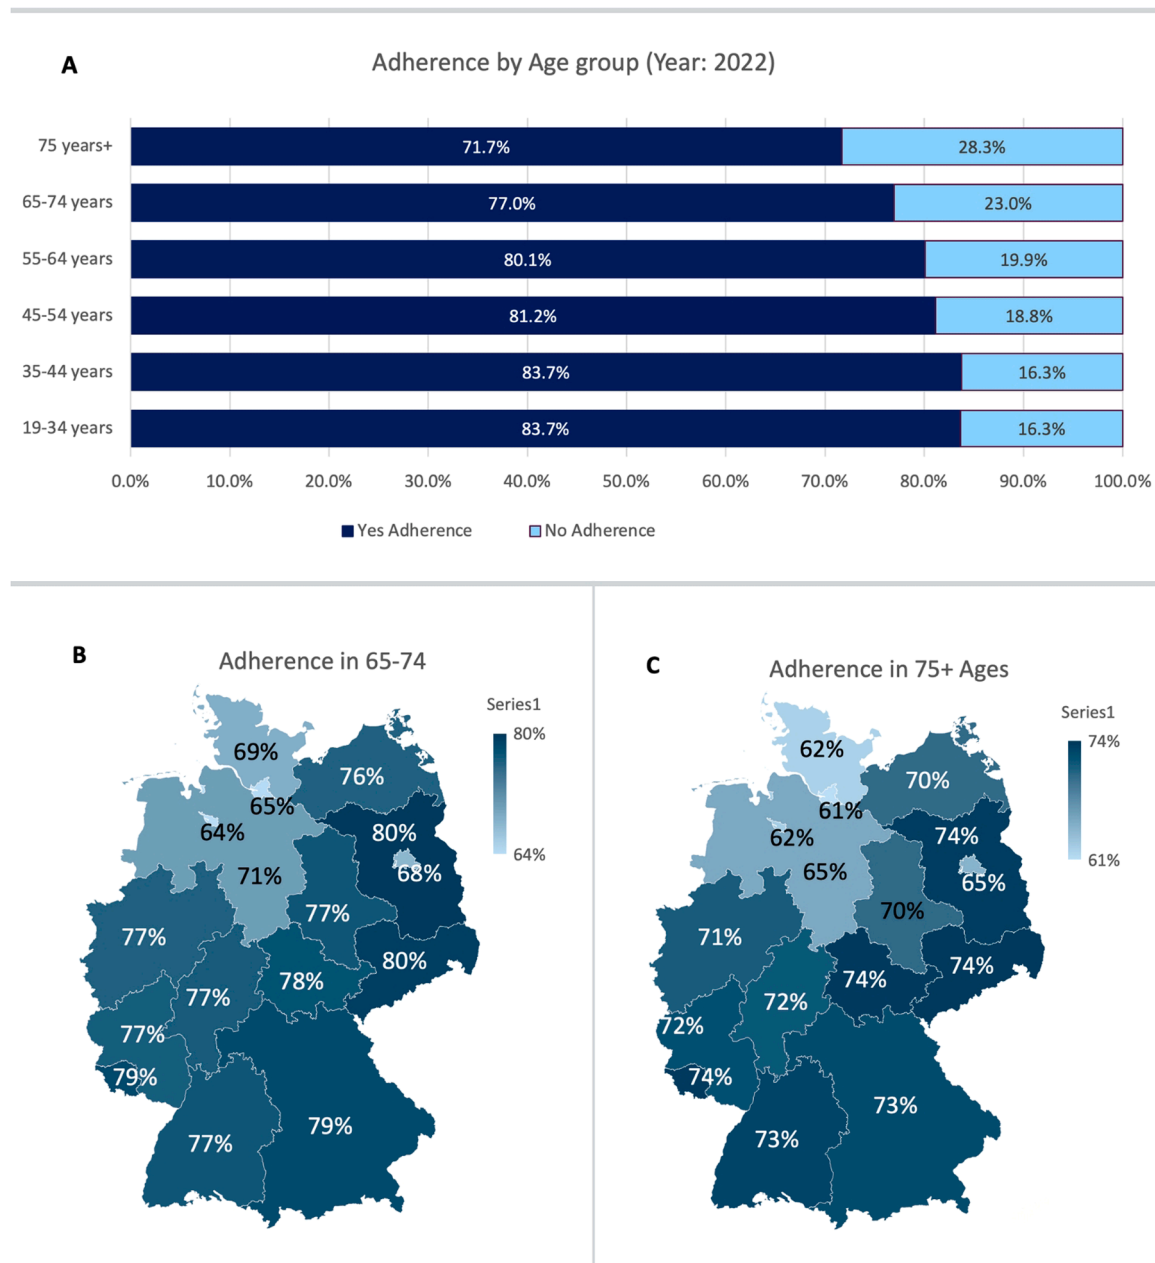 A
Adherence by Age group (Year: 2022)
75 years+ 71.7% 28.3%
65-74 years 77.0% 23.0%
55-64 years 80.1% 19.9%
45-54 years 81.2% 18.8%
35-44 years 83.7% 16.3%
19-34 years 83.7% 16.3%
0.0% 10.0% 20.0% 30.0% 40.0% 50.0% 60.0% 70.0% 80.0% 90.0% 100.0%
Yes Adherence No Adherence
B
Adherence in 65-74
Series1
80%
64%
69%
76%
65%
64%
80%
68%
71%
77%
77%
80%
78%
77%
77%
79%
79%
77%
C
Adherence in 75+ Ages
Series1
74%
61%
62%
70%
61%
62%
74%
65%
65%
70%
71%
74%
74%
72%
72%
74%
73%
73%